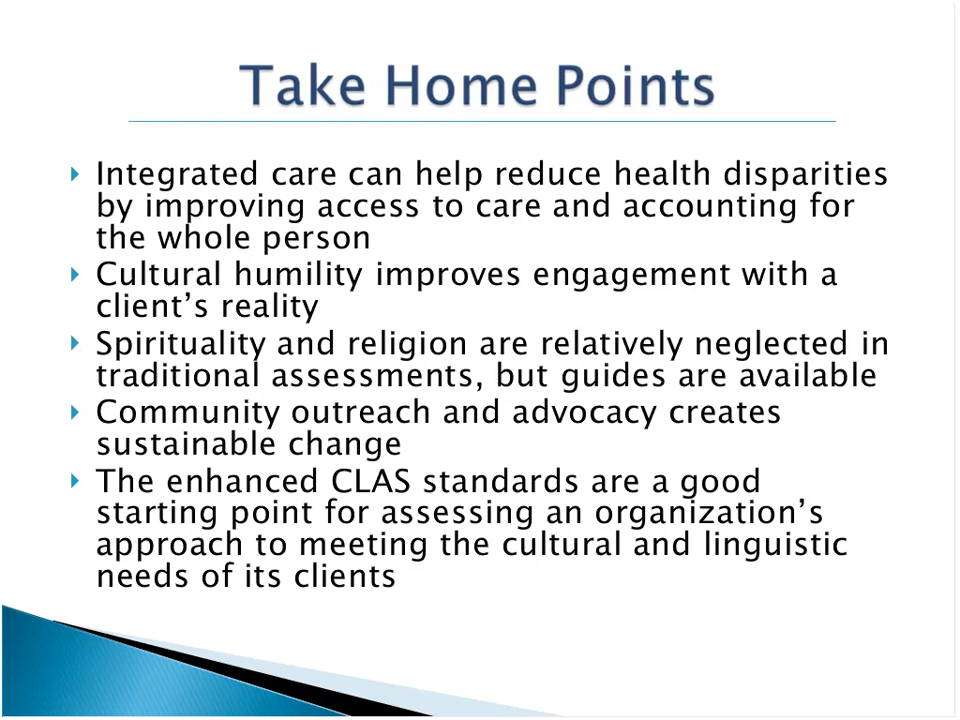 Take Home Points
Integrated care can help reduce health disparities
by improving access to care and accounting for
the whole person
Cultural humility improves engagement with a
client’s reality
Spirituality and religion are relatively neglected in
traditional assessments, but guides are available
Community outreach and advocacy creates
sustainable change
The enhanced CLAS standards are a good
starting point for assessing an organization’s
approach to meeting the cultural and linguistic
needs of its clients